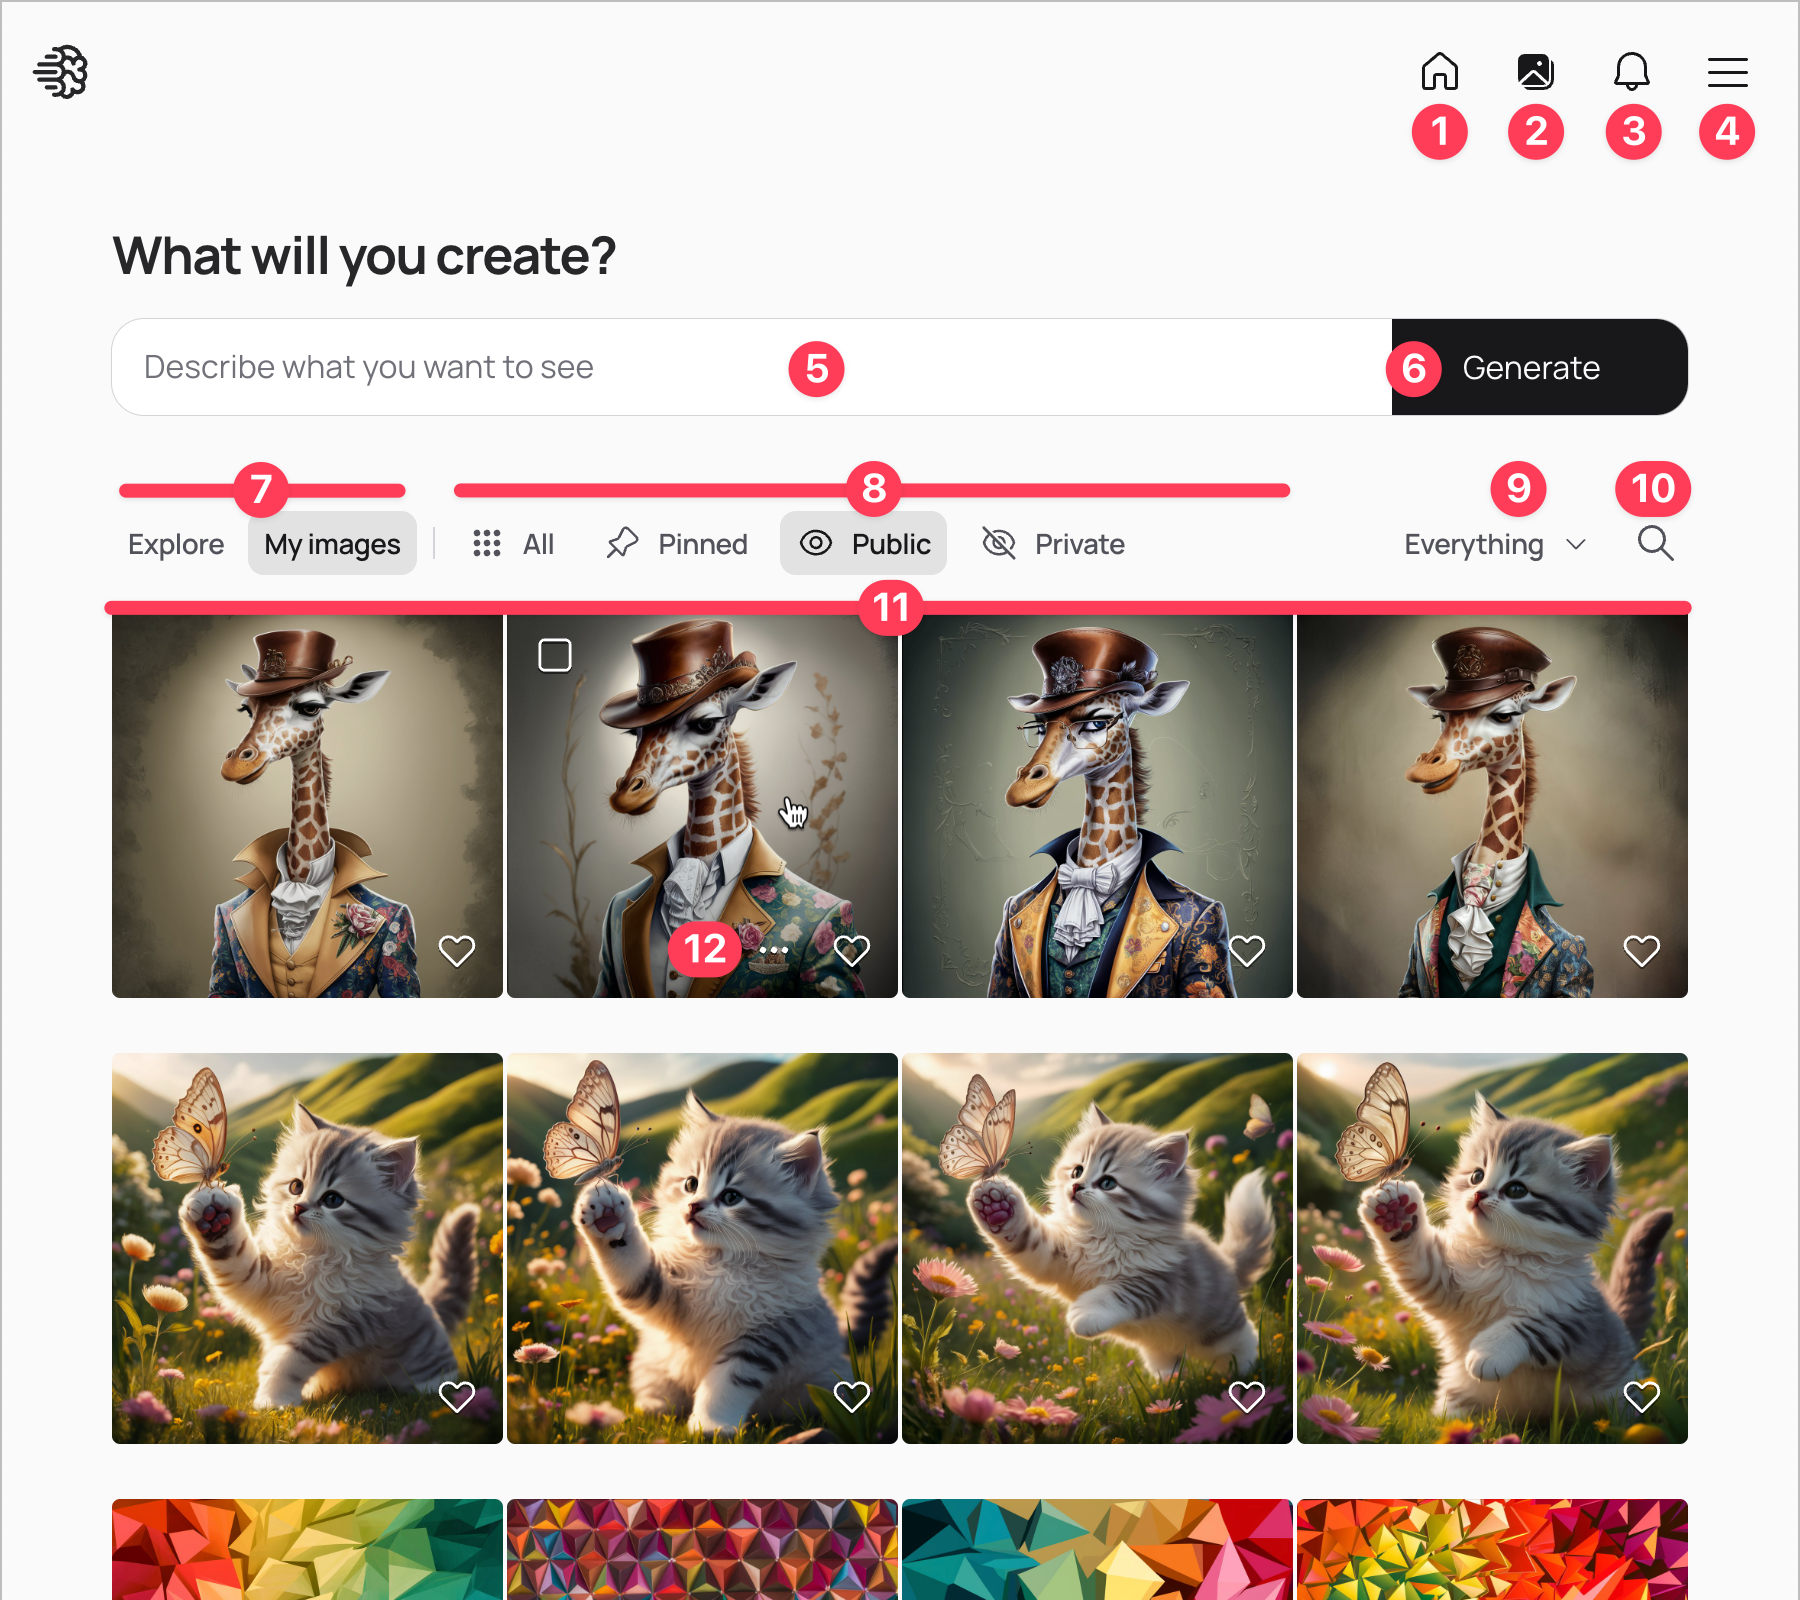 1
2
3
4
What will you create?
Describe what you want to see
5
6
Generate
7
8
9
10
Explore
My images
All
Pinned
Public
Private
Everything
11
12